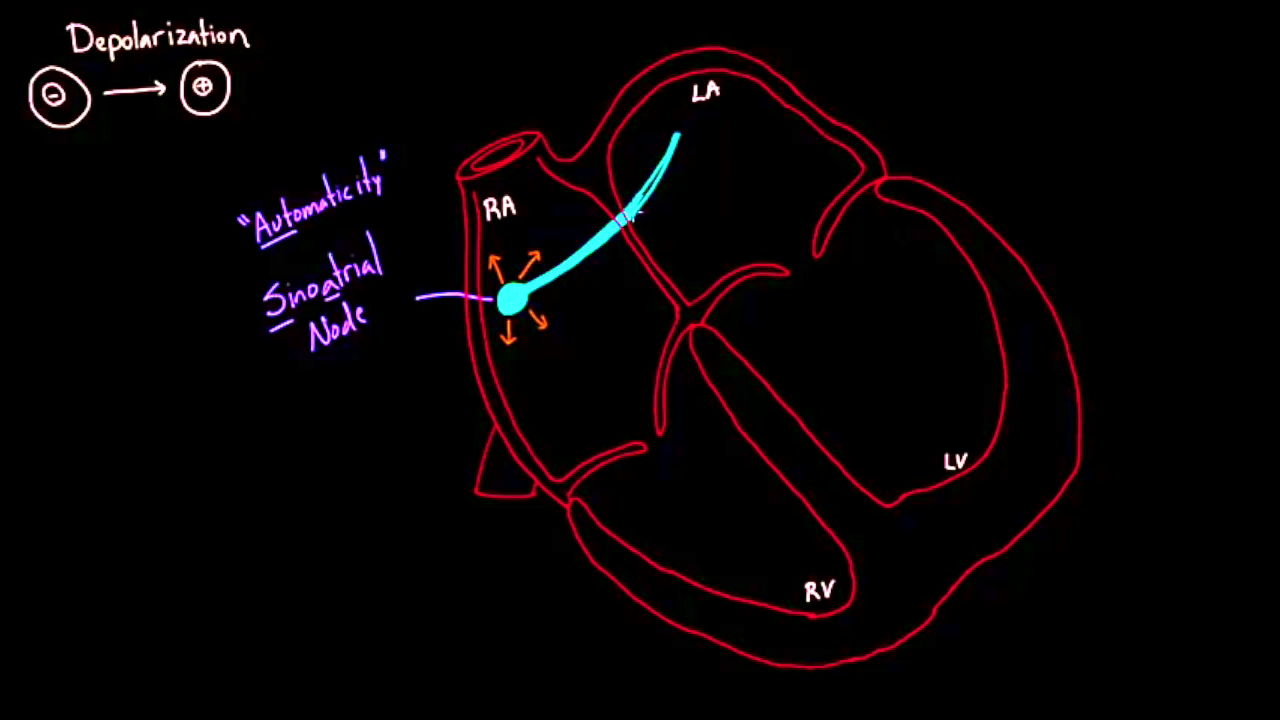 Depolarization
- → +
"Automaticity"
Sinoatrial
Node
RA
LA
LV
RV